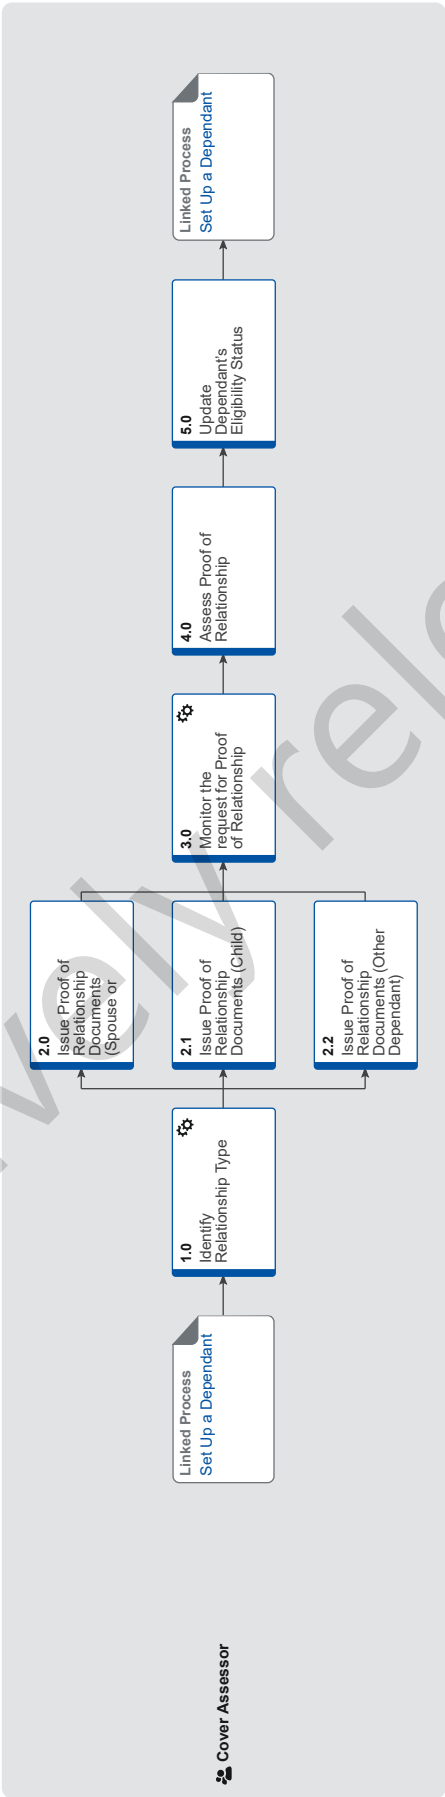 Cover Assessor
Linked Process
Set Up a Dependant
1.0
Identify
Relationship Type
2.0
Issue Proof of
Relationship
Documents
(Spouse or
2.1
Issue Proof of
Relationship
Documents (Child)
2.2
Issue Proof of
Relationship
Documents (Other
Dependant)
3.0
Monitor the
request for Proof
of Relationship
4.0
Assess Proof of
Relationship
5.0
Update
Dependant's
Eligibility Status
Linked Process
Set Up a Dependant
vely rele